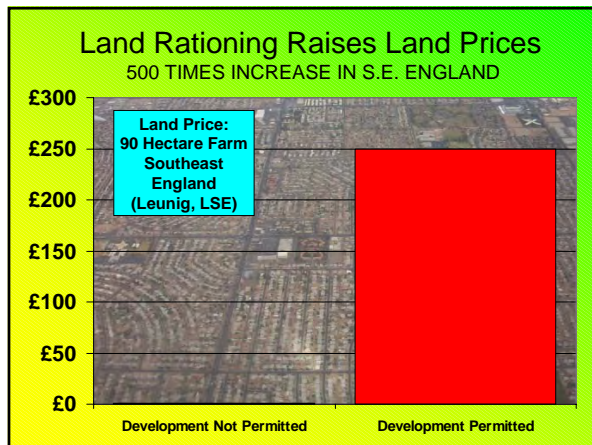 Land Rationing Raises Land Prices
500 TIMES INCREASE IN S.E. ENGLAND
£300
£250
£200
£150
£100
£50
£0
Land Price:
90 Hectare Farm
Southeast
England
(Leunig, LSE)
Development Not Permitted
Development Permitted